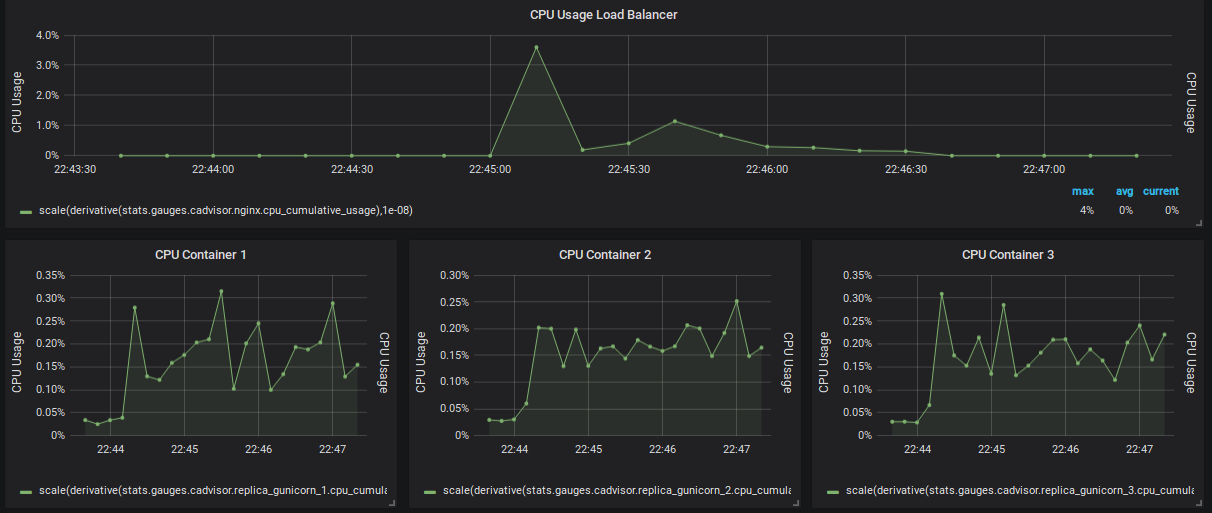 CPU Usage Load Balancer
CPU Usage
4.0%
3.0%
2.0%
1.0%
0%
22:43:30 22:44:00 22:44:30 22:45:00 22:45:30 22:46:00 22:46:30 22:47:00
CPU Usage
max avg current
scale(derivative(stats.gauges.cadvisor.nginx.cpu_cumulative_usage),1e-08) 4% 0% 0%
CPU Container 1
CPU Usage
0.35%
0.30%
0.25%
0.20%
0.15%
0.10%
0.05%
0%
22:44 22:45 22:46 22:47
CPU Usage
scale(derivative(stats.gauges.cadvisor.replica_gunicorn_1.cpu_cumula
CPU Container 2
CPU Usage
0.30%
0.25%
0.20%
0.15%
0.10%
0.05%
0%
22:44 22:45 22:46 22:47
CPU Usage
scale(derivative(stats.gauges.cadvisor.replica_gunicorn_2.cpu_cumula
CPU Container 3
CPU Usage
0.35%
0.30%
0.25%
0.20%
0.15%
0.10%
0.05%
0%
22:44 22:45 22:46 22:47
CPU Usage
scale(derivative(stats.gauges.cadvisor.replica_gunicorn_3.cpu_cumula